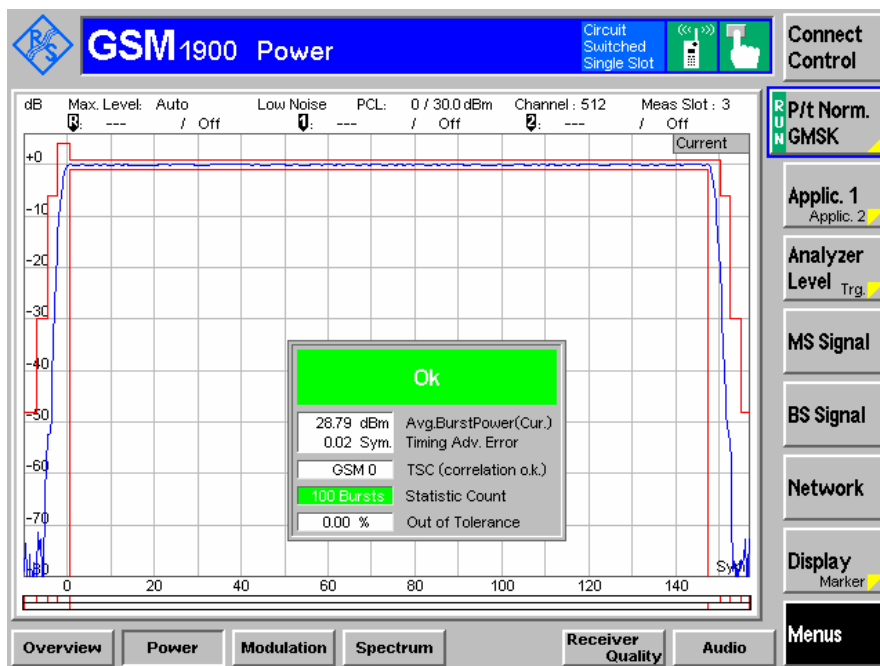 R S
GSM 1900 Power
Circuit
Switched
Single Slot
Connect
Control
dB Max. Level: Auto Low Noise PCL: 0 / 30.0 dBm Channel : 512 Meas Slot : 3
R: --- / Off 1: --- / Off 2: --- / Off
Current
RUN
P/t Norm.
GMSK
Applic. 1
Applic. 2
Analyzer
Level Trg.
MS Signal
BS Signal
Network
Display
Marker
Menus
+0
-10
-20
-30
-40
-50
-60
-70
-80
Ok
28.79 dBm Avg.BurstPower(Cur.)
0.02 Sym. Timing Adv. Error
GSM 0 TSC (correlation o.k.)
100 Bursts Statistic Count
0.00 % Out of Tolerance
0 20 40 60 80 100 120 140
Overview Power Modulation Spectrum Receiver Quality Audio